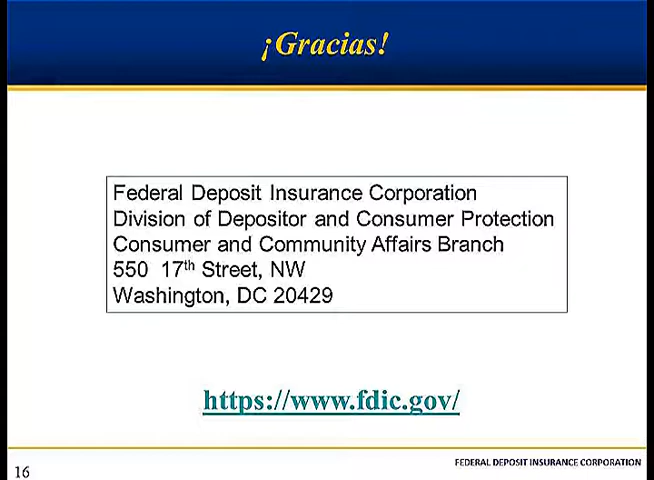 ¡Gracias!
Federal Deposit Insurance Corporation
Division of Depositor and Consumer Protection
Consumer and Community Affairs Branch
550 17th Street, NW
Washington, DC 20429
https://www.fdic.gov/
FEDERAL DEPOSIT INSURANCE CORPORATION
16